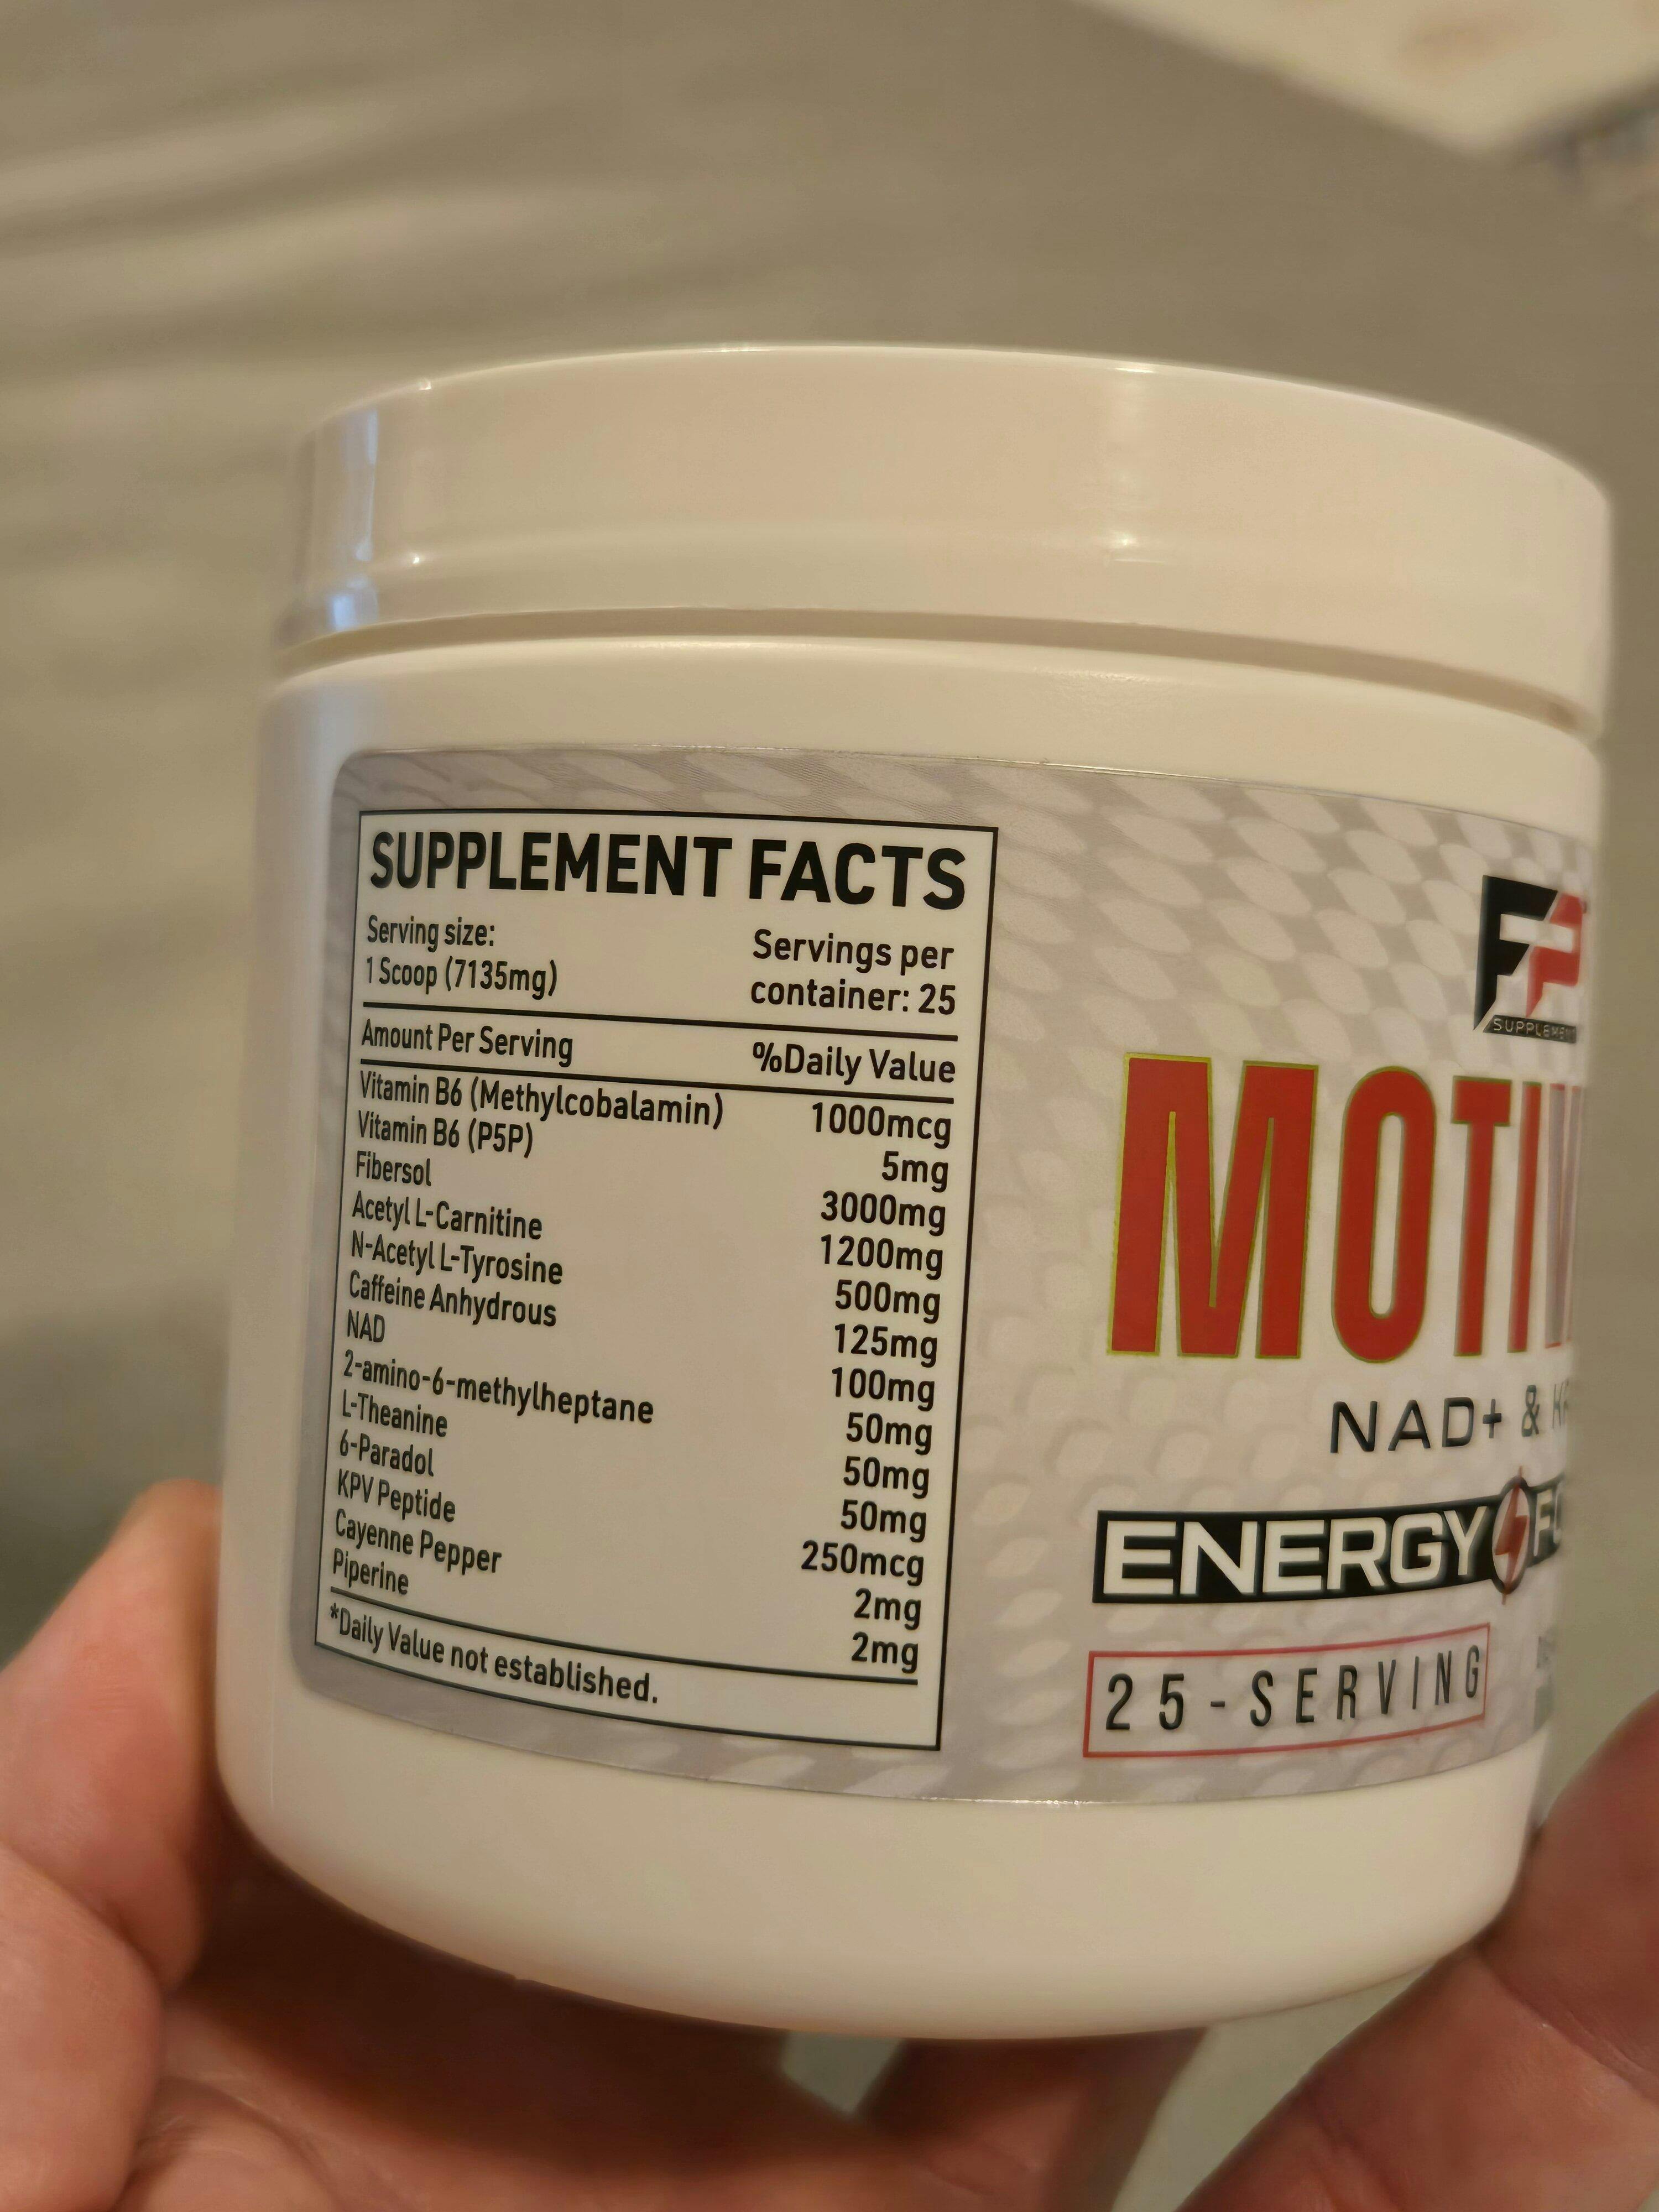 SUPPLEMENT FACTS
Serving size:
1 Scoop (7135mg)
Servings per
container: 25
Amount Per Serving %Daily Value
Vitamin B6 (Methylcobalamin) 1000mcg
Vitamin B6 (P5P) 5mg
Fibersol 3000mg
Acetyl L-Carnitine 1200mg
N-Acetyl L-Tyrosine 500mg
Caffeine Anhydrous 125mg
NAD 100mg
2-amino-6-methylheptane 50mg
L-Theanine 50mg
6-Paradol 50mg
KPV Peptide 250mcg
Cayenne Pepper 2mg
Piperine 2mg
*Daily Value not established.
FP
MOTIV
NAD+ &
ENERGY
25-SERVING